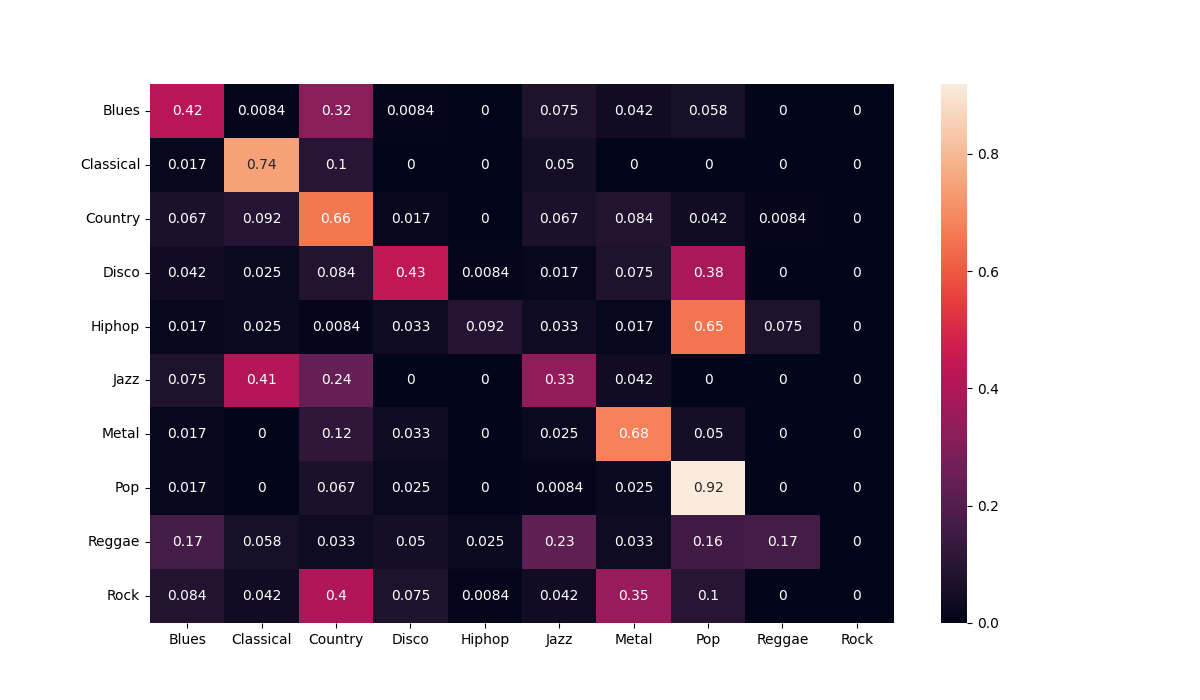 Blues 0.42 0.0084 0.32 0.0084 0 0.075 0.042 0.058 0 0
Classical 0.017 0.74 0.1 0 0 0.05 0 0 0 0
Country 0.067 0.092 0.66 0.017 0 0.067 0.084 0.042 0.0084 0
Disco 0.042 0.025 0.084 0.43 0.0084 0.017 0.075 0.38 0 0
Hiphop 0.017 0.025 0.0084 0.033 0.092 0.033 0.017 0.65 0.075 0
Jazz 0.075 0.41 0.24 0 0 0.33 0.042 0 0 0
Metal 0.017 0 0.12 0.033 0 0.025 0.68 0.05 0 0
Pop 0.017 0 0.067 0.025 0 0.0084 0.025 0.92 0 0
Reggae 0.17 0.058 0.033 0.05 0.025 0.23 0.033 0.16 0.17 0
Rock 0.084 0.042 0.4 0.075 0.0084 0.042 0.35 0.1 0 0
Blues Classical Country Disco Hiphop Jazz Metal Pop Reggae Rock
0.8
0.6
0.4
0.2
0.0